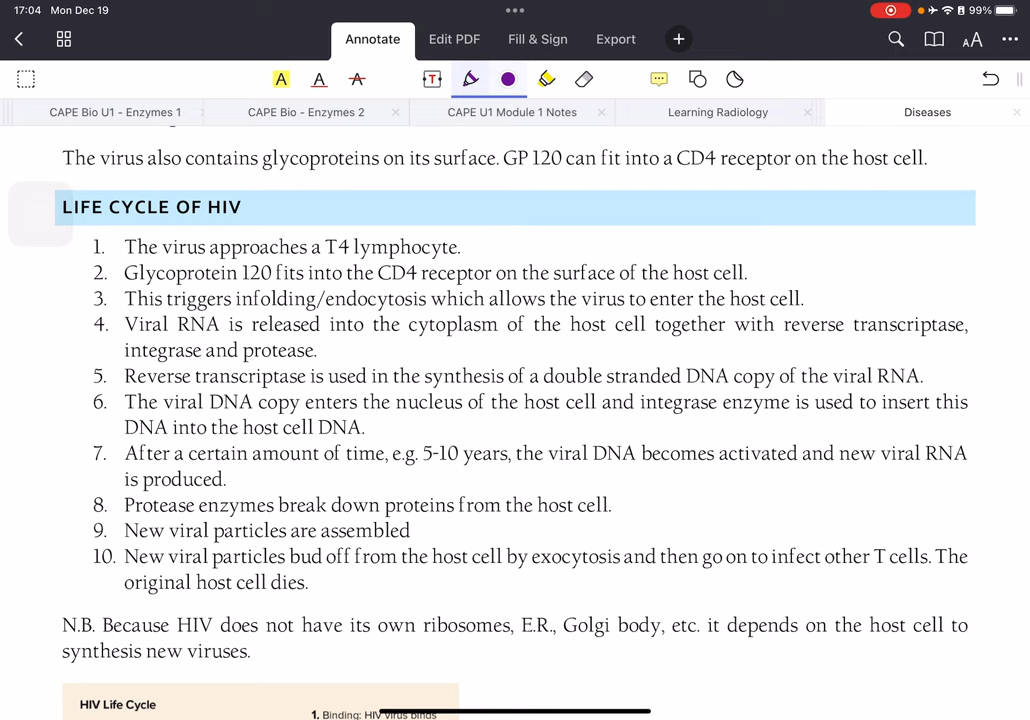 17:04 Mon Dec 19
99%
Annotate Edit PDF Fill & Sign Export
A A A T AA
CAPE Bio U1 - Enzymes 1 CAPE Bio - Enzymes 2 CAPE U1 Module 1 Notes Learning Radiology Diseases
The virus also contains glycoproteins on its surface. GP 120 can fit into a CD4 receptor on the host cell.
LIFE CYCLE OF HIV
1. The virus approaches a T4 lymphocyte.
2. Glycoprotein 120 fits into the CD4 receptor on the surface of the host cell.
3. This triggers infolding/endocytosis which allows the virus to enter the host cell.
4. Viral RNA is released into the cytoplasm of the host cell together with reverse transcriptase,
integrase and protease.
5. Reverse transcriptase is used in the synthesis of a double stranded DNA copy of the viral RNA.
6. The viral DNA copy enters the nucleus of the host cell and integrase enzyme is used to insert this
DNA into the host cell DNA.
7. After a certain amount of time, e.g. 5-10 years, the viral DNA becomes activated and new viral RNA
is produced.
8. Protease enzymes break down proteins from the host cell.
9. New viral particles are assembled
10. New viral particles bud off from the host cell by exocytosis and then go on to infect other T cells. The
original host cell dies.
N.B. Because HIV does not have its own ribosomes, E.R., Golgi body, etc. it depends on the host cell to
synthesis new viruses.
HIV Life Cycle
1. Binding: HIV virus binds